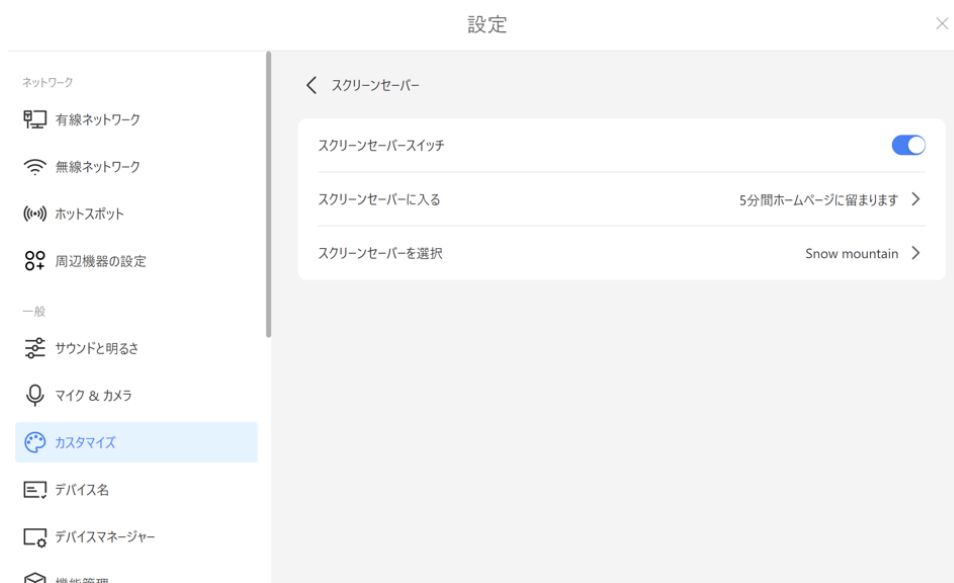 設定
ネットワーク
有線ネットワーク
無線ネットワーク
ホットスポット
周辺機器の設定
一般
サウンドと明るさ
マイク & カメラ
カスタマイズ
デバイス名
デバイスマネージャー
機能管理
スクリーンセーバー
スクリーンセーバースイッチ
スクリーンセーバーに入る 5分間ホームページに留まります
スクリーンセーバーを選択 Snow mountain